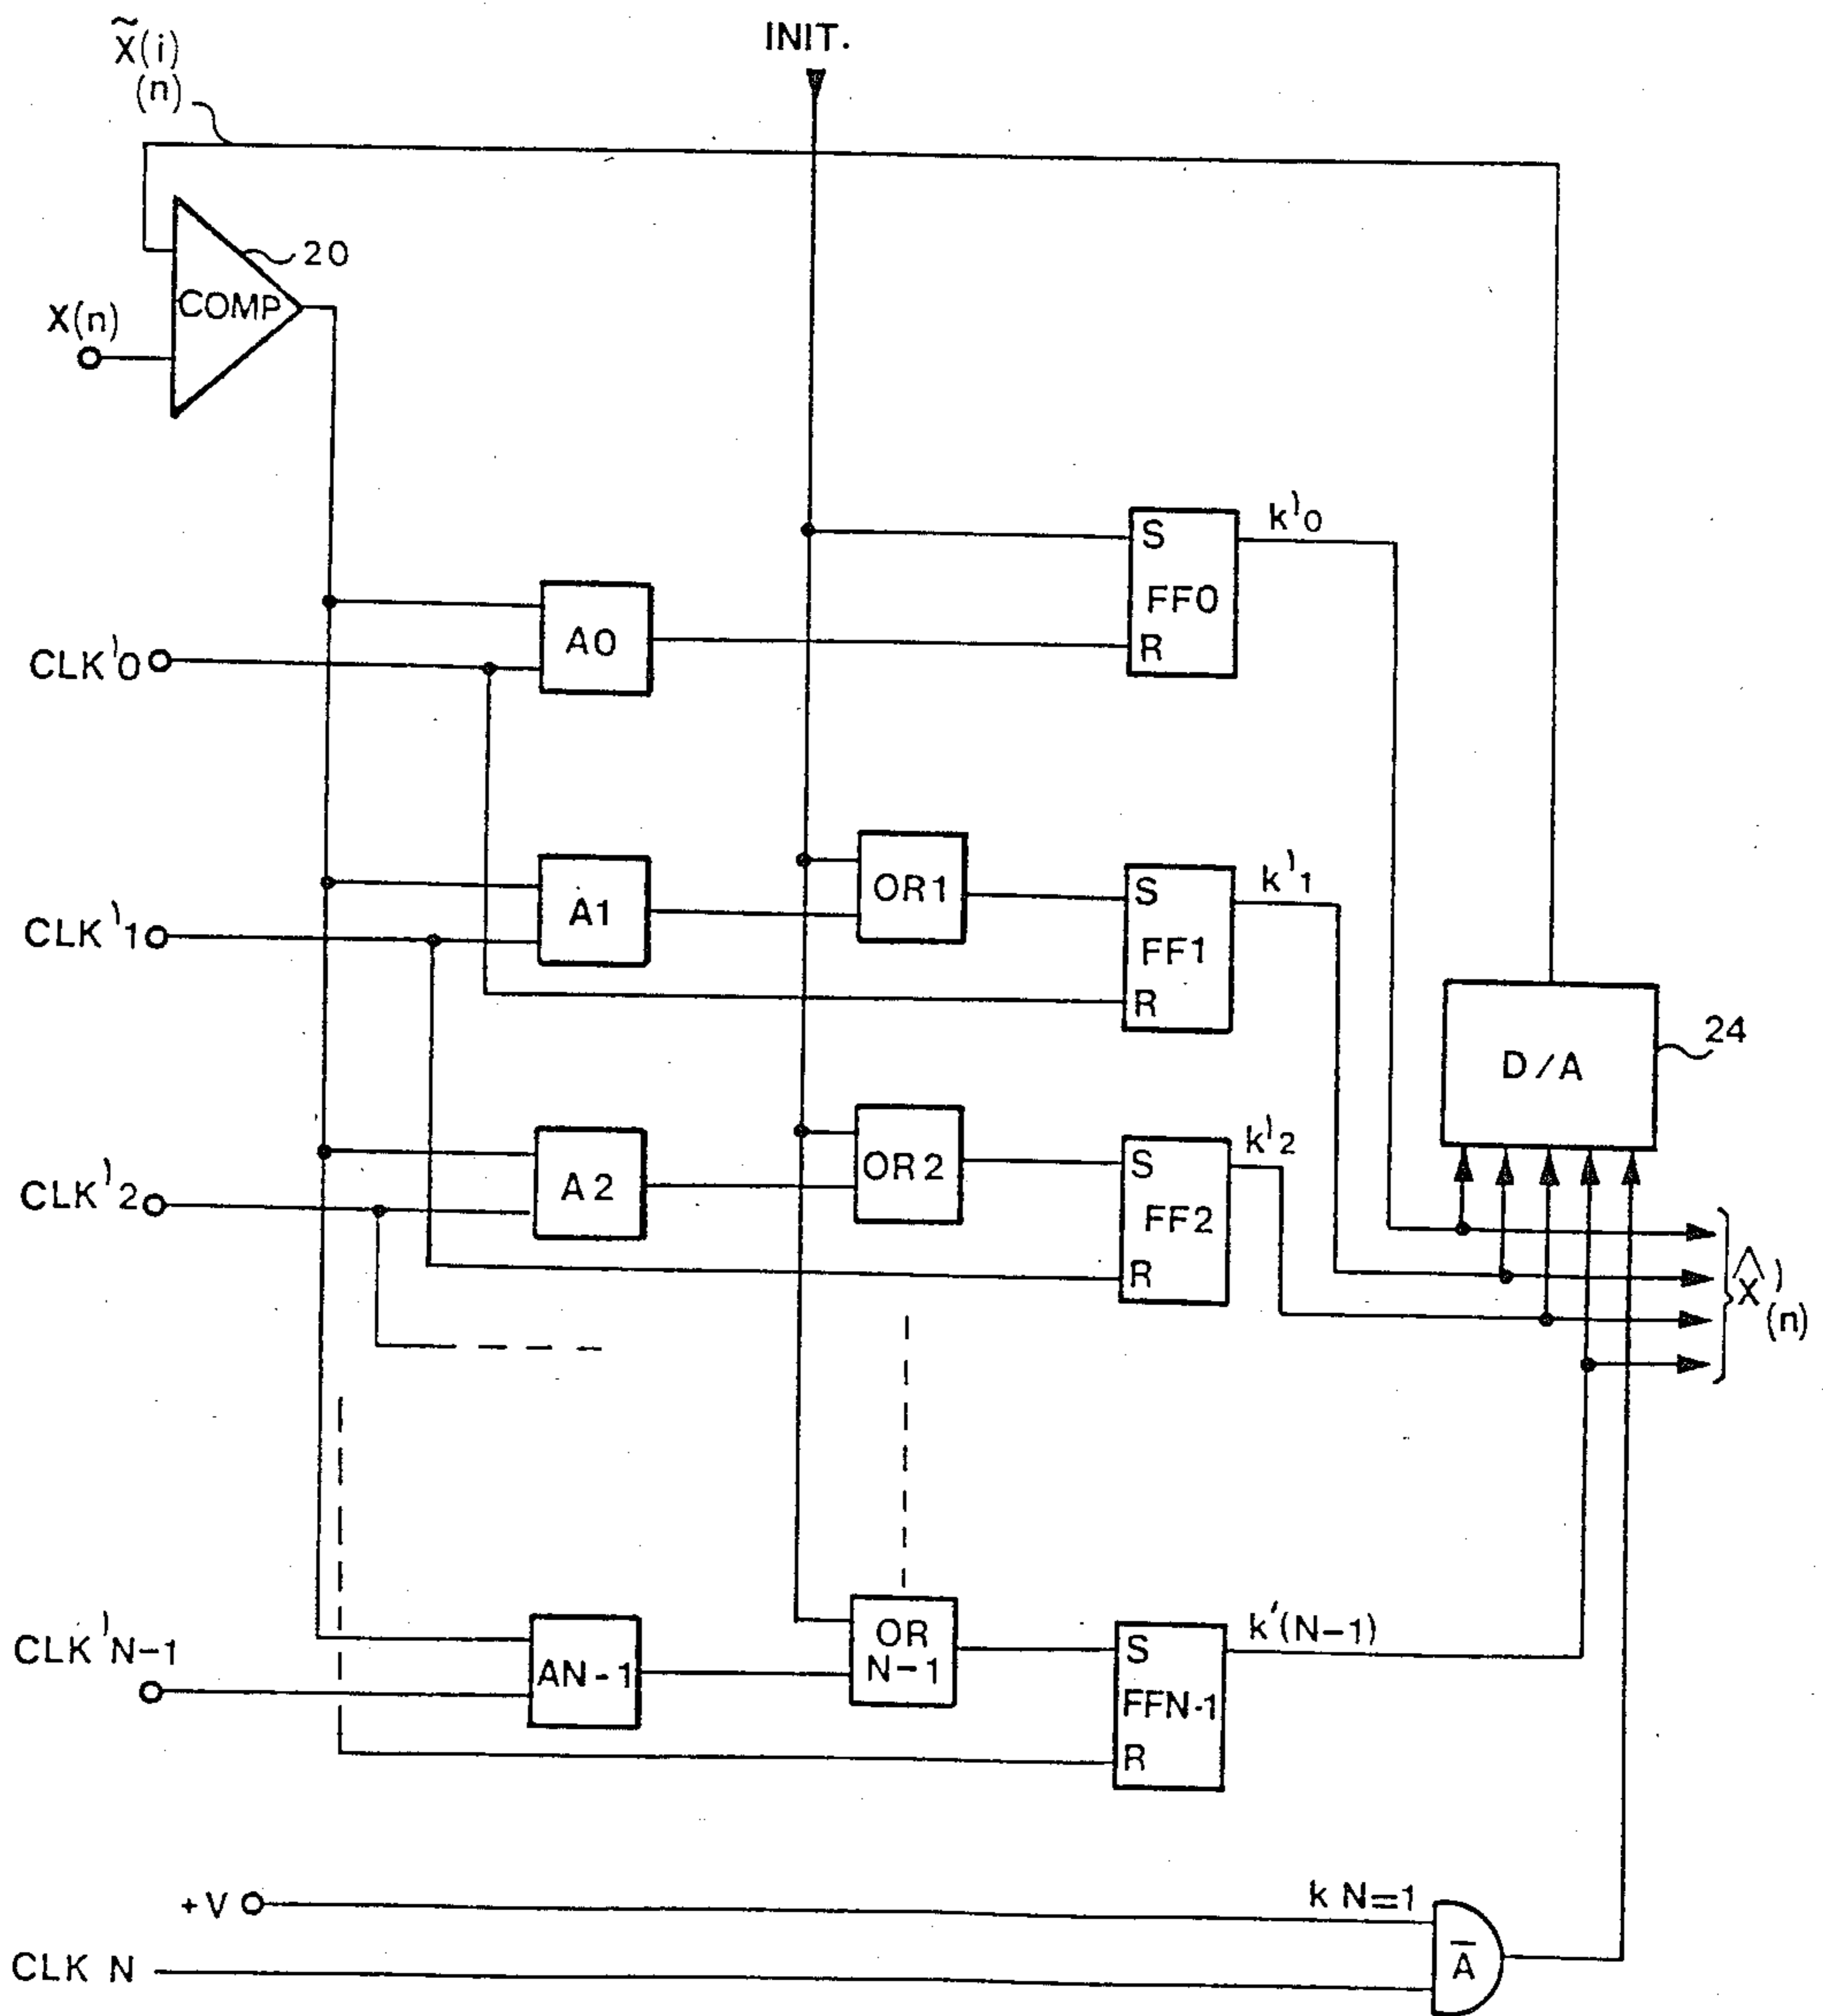 X̃(i)
(n)
INIT.
20
COMP
X(n)
S
k'0
FF0
A0
R
CLK'0
OR1
S
k'1
A1
FF1
CLK'1
R
24
D/A
OR2
S
k'2
A2
CLK'2
FF2
R
X̂'
(n)
OR
N-1
S
k'(N-1)
CLK'N-1
AN-1
FFN-1
R
+V
k N=1
CLK N
A̅